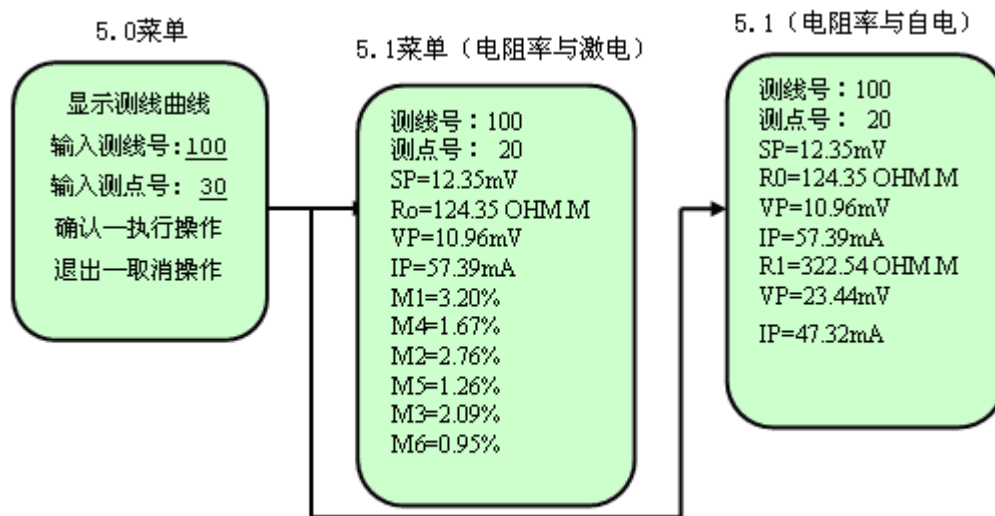 5.0菜单
显示测线曲线
输入测线号:100
输入测点号: 30
确认—执行操作
退出—取消操作
5.1菜单（电阻率与激电）
测线号：100
测点号： 20
SP=12.35mV
Ro=124.35 OHM.M
VP=10.96mV
IP=57.39mA
M1=3.20%
M4=1.67%
M2=2.76%
M5=1.26%
M3=2.09%
M6=0.95%
5.1（电阻率与自电）
测线号：100
测点号： 20
SP=12.35mV
R0=124.35 OHM.M
VP=10.96mV
IP=57.39mA
R1=322.54 OHM.M
VP=23.44mV
IP=47.32mA